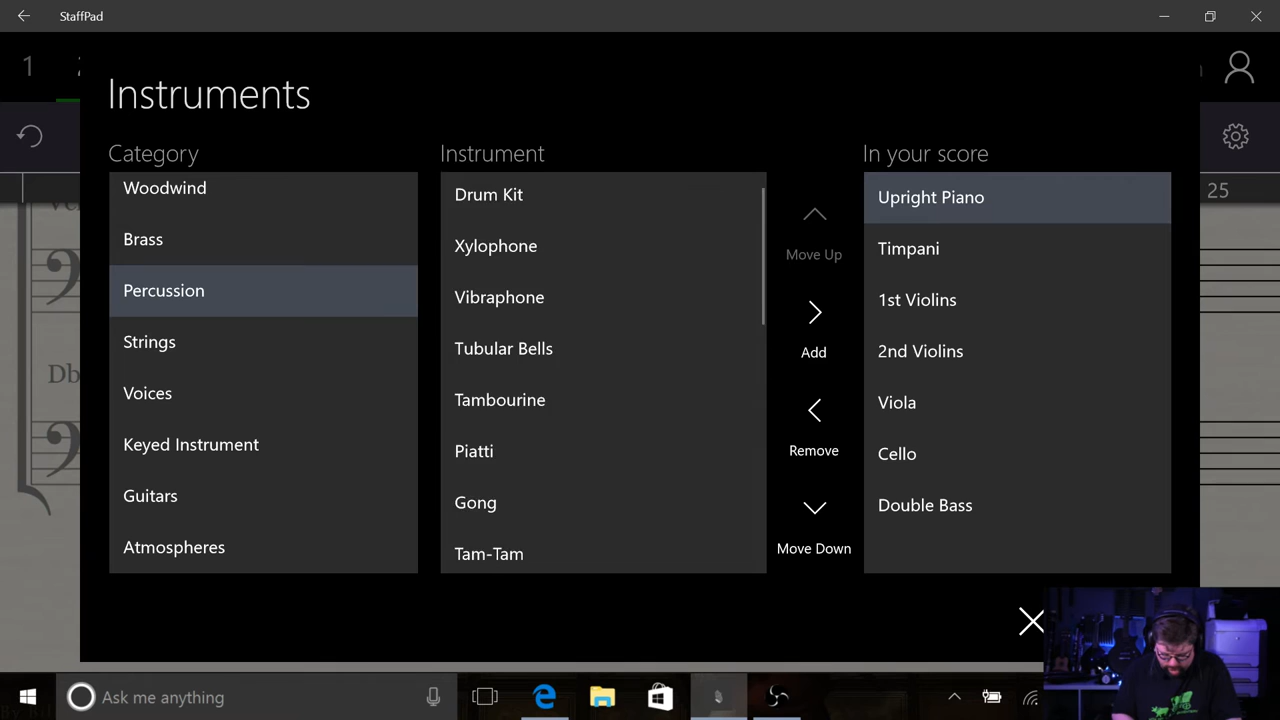 StaffPad
1
Instruments
Category
Instrument
In your score
Woodwind
Brass
Percussion
Strings
Voices
Keyed Instrument
Guitars
Atmospheres
Drum Kit
Xylophone
Vibraphone
Tubular Bells
Tambourine
Piatti
Gong
Tam-Tam
Move Up
Add
Remove
Move Down
Upright Piano
Timpani
1st Violins
2nd Violins
Viola
Cello
Double Bass
25
Db
Ask me anything